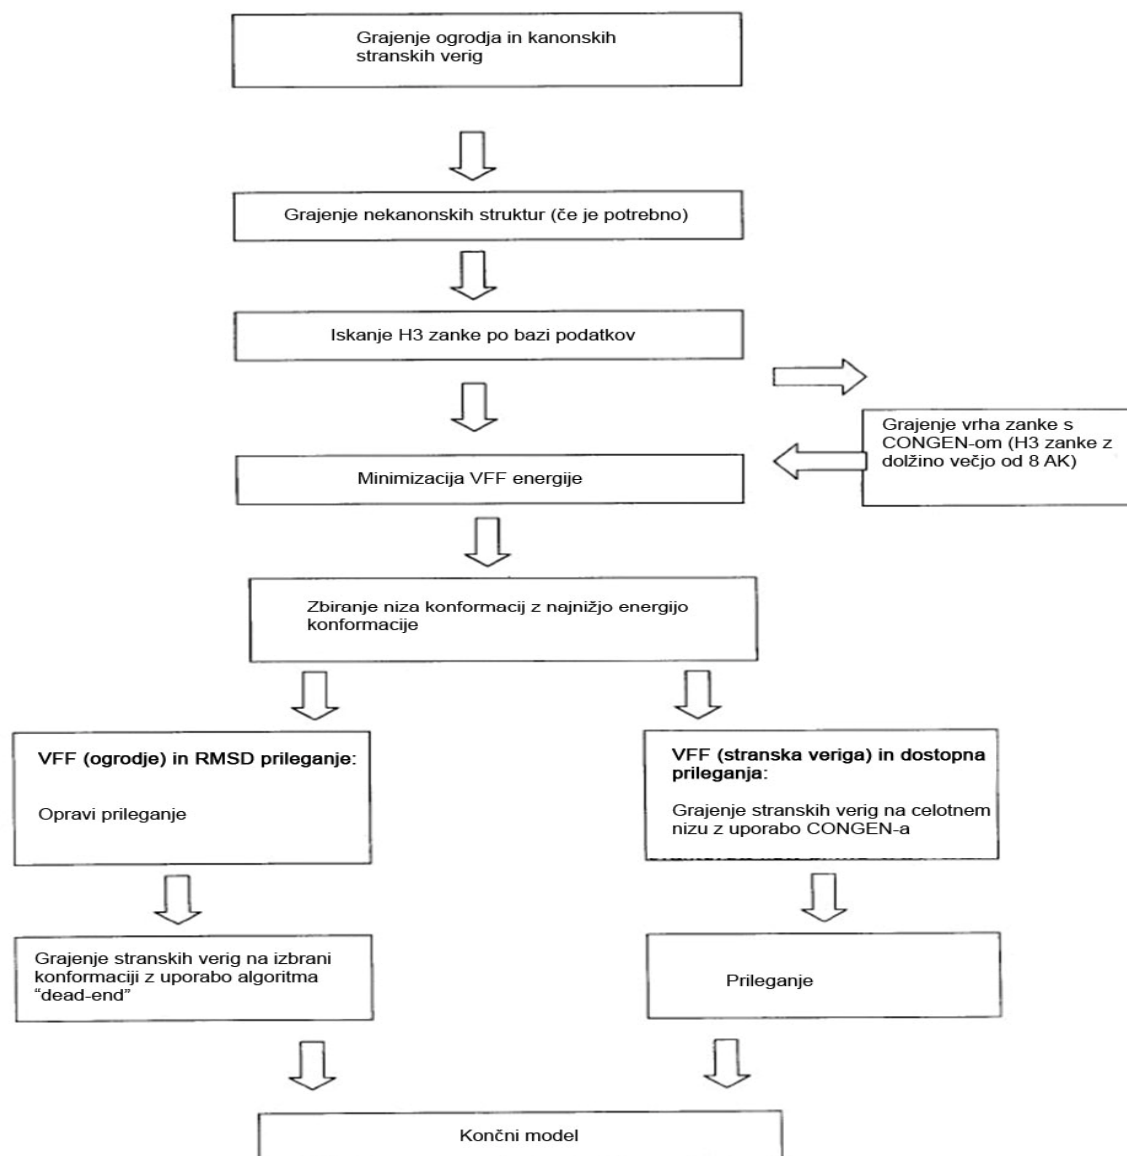 Grajenje ogrodja in kanonskih
stranskih verig
Grajenje nekanonskih struktur (če je potrebno)
Iskanje H3 zanke po bazi podatkov
Grajenje vrha zanke s
CONGEN-om (H3 zanke z
dolžino večjo od 8 AK)
Minimizacija VFF energije
Zbiranje niza konformacij z najnižjo energijo
konformacije
VFF (ogrodje) in RMSD prileganje:
Opravi prileganje
VFF (stranska veriga) in dostopna
prileganja:
Grajenje stranskih verig na celotnem
nizu z uporabo CONGEN-a
Grajenje stranskih verig na izbrani
konformaciji z uporabo algoritma
“dead-end”
Prileganje
Končni model